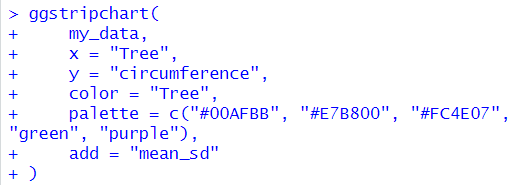 > ggstripchart(
+     my_data,
+     x = "Tree",
+     y = "circumference",
+     color = "Tree",
+     palette = c("#00AFBB", "#E7B800", "#FC4E07",
"green", "purple"),
+     add = "mean_sd"
+ )